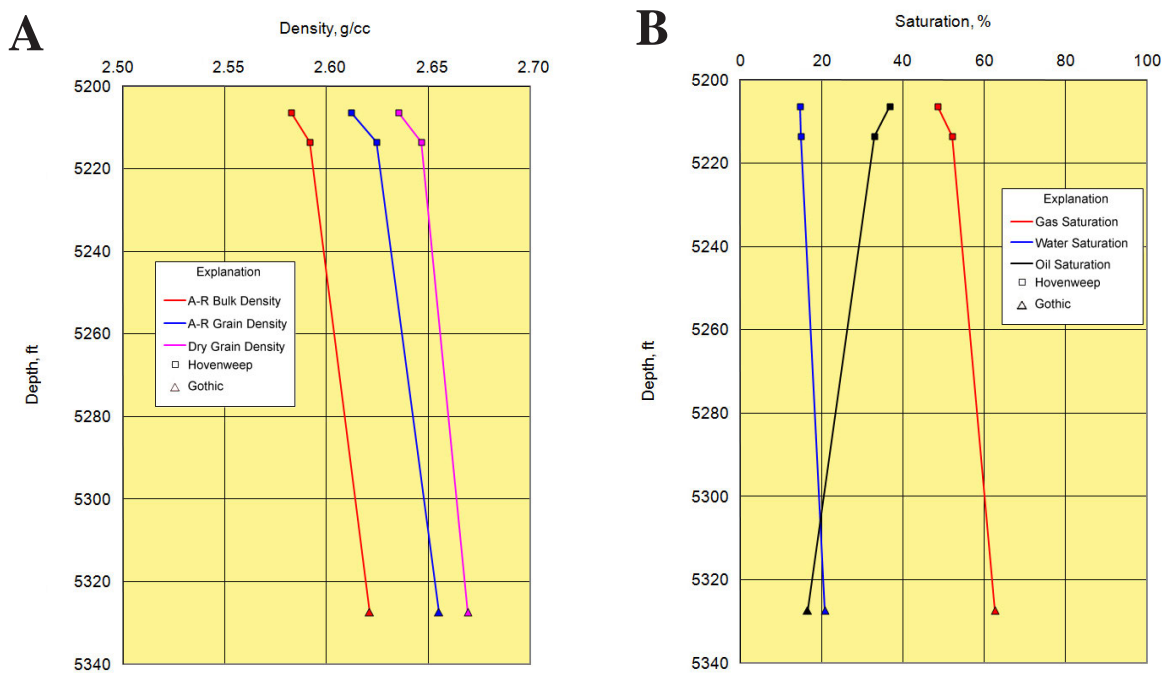 A
Density, g/cc
2.50 2.55 2.60 2.65 2.70
5200
5220
5240
5260
5280
5300
5320
5340
Depth, ft
Explanation
A-R Bulk Density
A-R Grain Density
Dry Grain Density
Hovenweep
Gothic
B
Saturation, %
0 20 40 60 80 100
5200
5220
5240
5260
5280
5300
5320
5340
Depth, ft
Explanation
Gas Saturation
Water Saturation
Oil Saturation
Hovenweep
Gothic